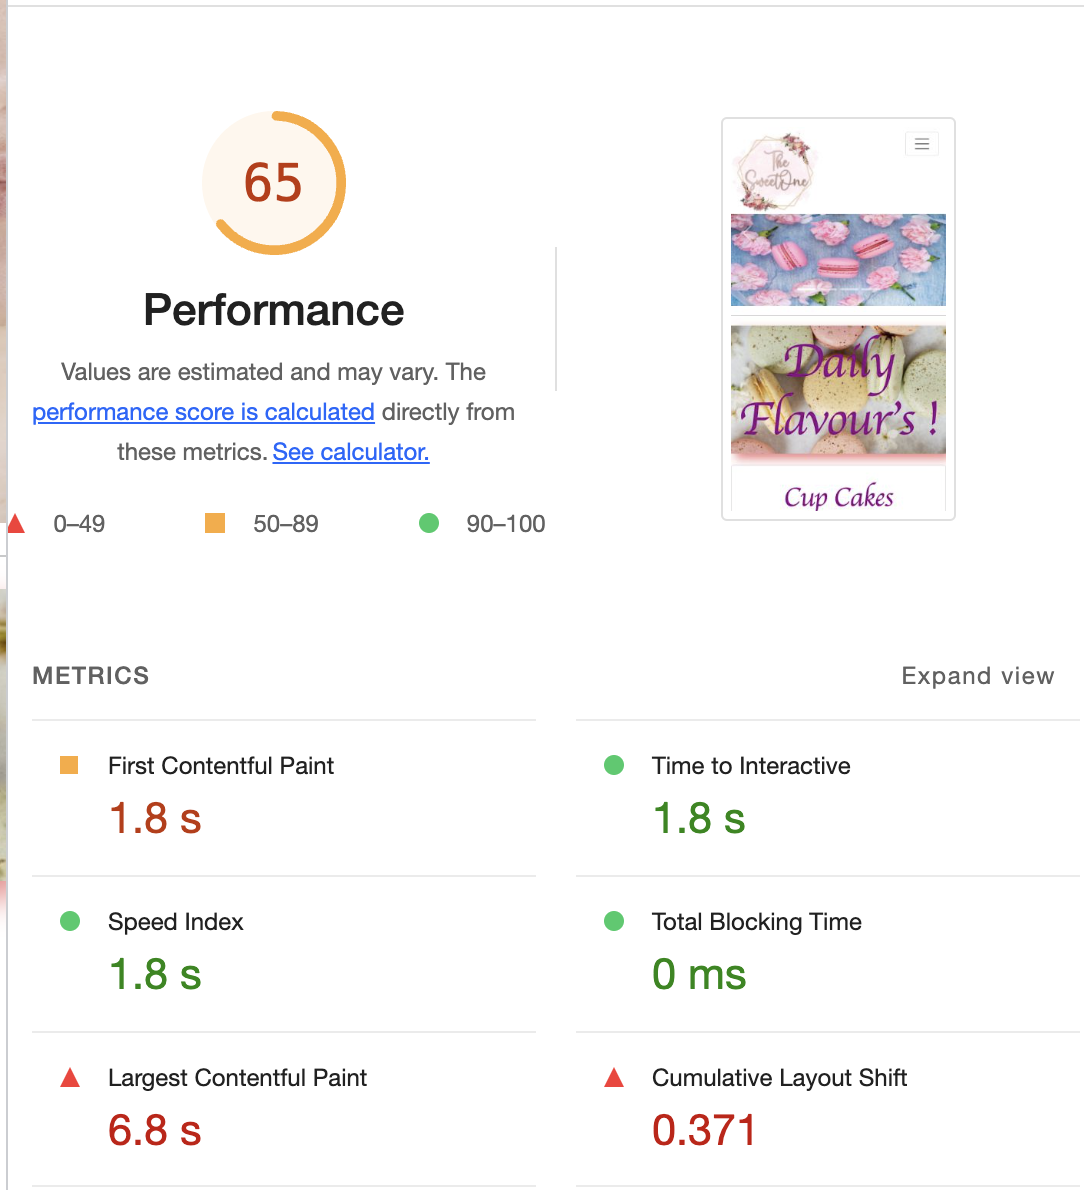 65
Performance
Values are estimated and may vary. The
performance score is calculated directly from
these metrics. See calculator.
0–49
50–89
90–100
The
SweetOne
Daily
Flavour's !
Cup Cakes
METRICS
Expand view
First Contentful Paint
1.8 s
Time to Interactive
1.8 s
Speed Index
1.8 s
Total Blocking Time
0 ms
Largest Contentful Paint
6.8 s
Cumulative Layout Shift
0.371